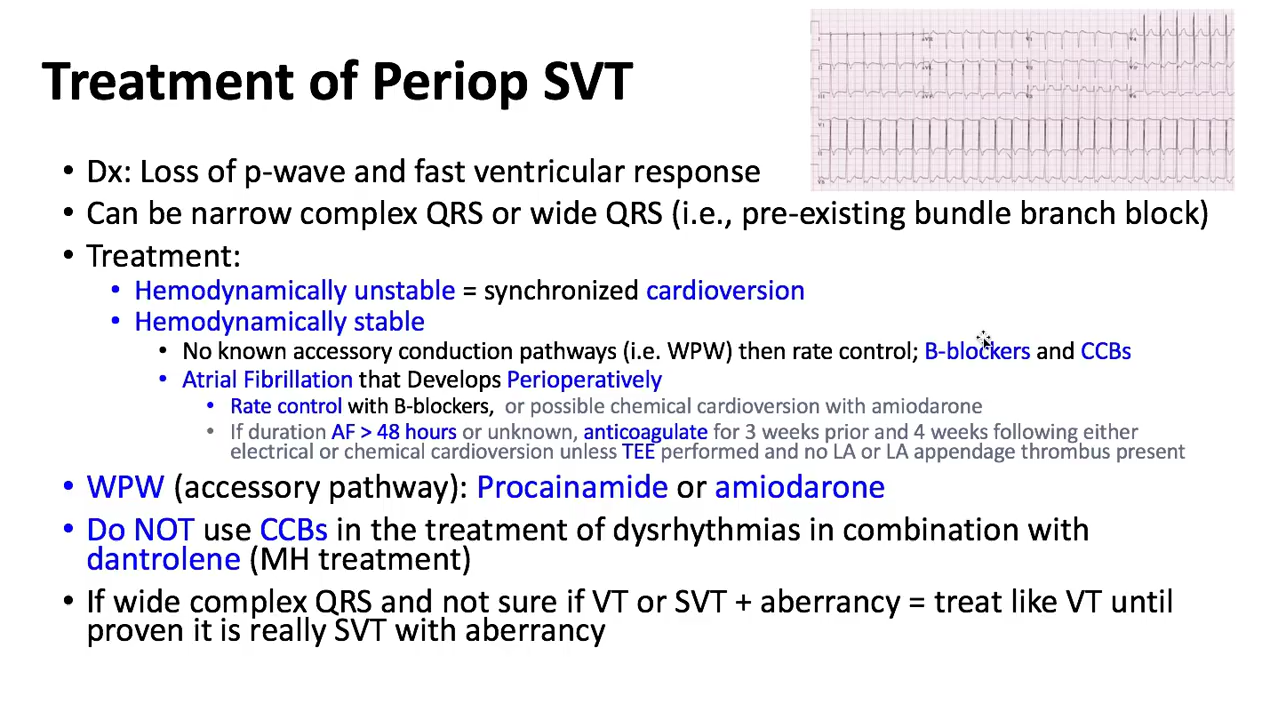 Treatment of Periop SVT
• Dx: Loss of p-wave and fast ventricular response
• Can be narrow complex QRS or wide QRS (i.e., pre-existing bundle branch block)
• Treatment:
• Hemodynamically unstable = synchronized cardioversion
• Hemodynamically stable
• No known accessory conduction pathways (i.e. WPW) then rate control; B-blockers and CCBs
• Atrial Fibrillation that Develops Perioperatively
• Rate control with B-blockers, or possible chemical cardioversion with amiodarone
• If duration AF > 48 hours or unknown, anticoagulate for 3 weeks prior and 4 weeks following either
electrical or chemical cardioversion unless TEE performed and no LA or LA appendage thrombus present
• WPW (accessory pathway): Procainamide or amiodarone
• Do NOT use CCBs in the treatment of dysrhythmias in combination with
dantrolene (MH treatment)
• If wide complex QRS and not sure if VT or SVT + aberrancy = treat like VT until
proven it is really SVT with aberrancy